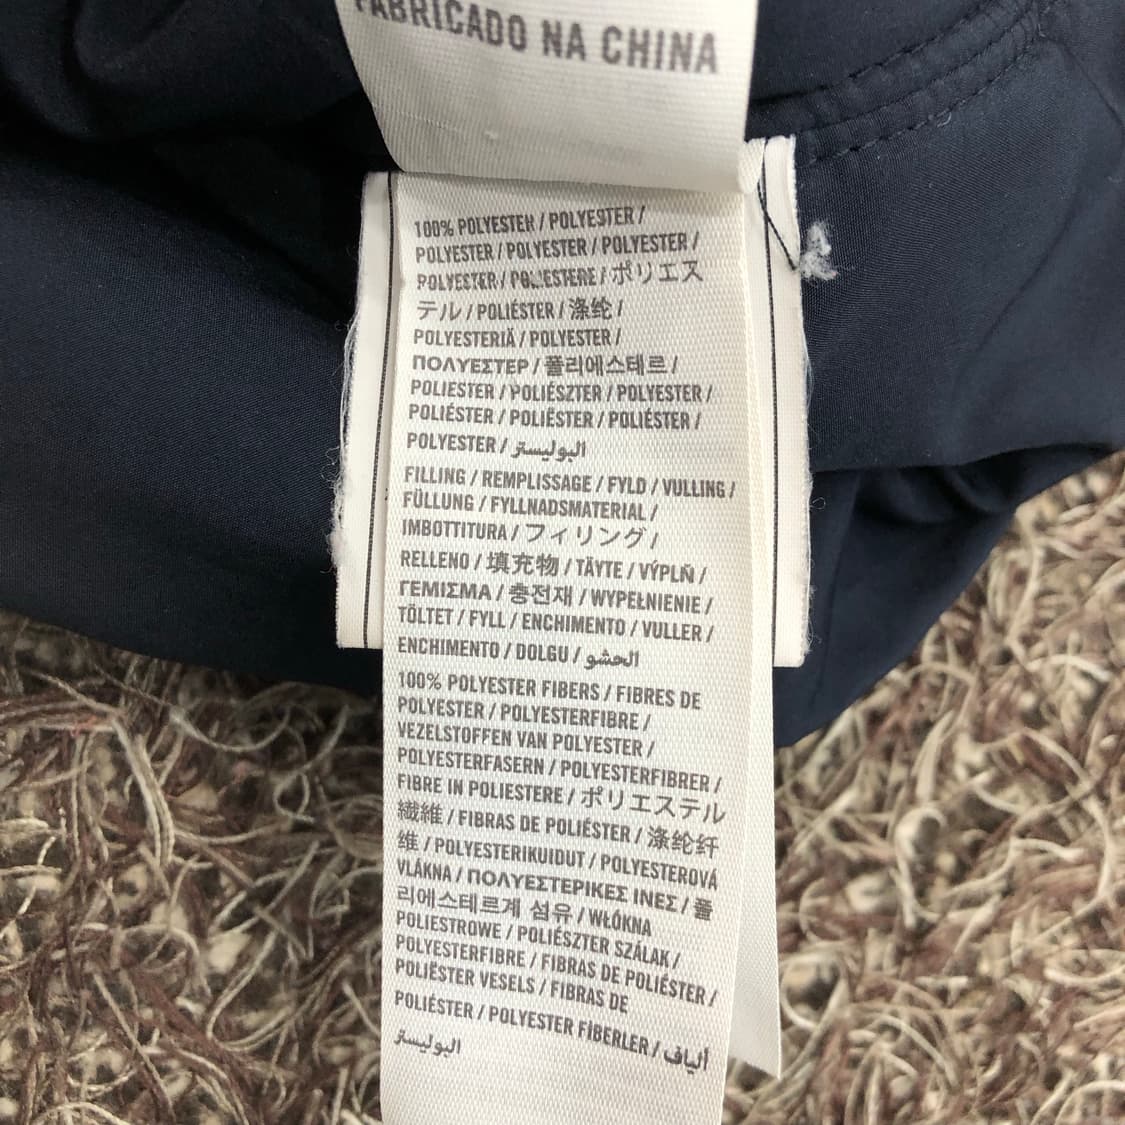 FABRICADO NA CHINA
100% POLYESTER / POLYESTER /
POLYESTER / POLYESTER / POLYESTER /
POLYESTER / POLIESTERE / ポリエス
テル / POLIÉSTER / 涤纶 /
POLYESTERIÄ / POLYESTER /
ΠΟΛΥΕΣΤΕΡ / 폴리에스테르 /
POLIESTER / POLIÉSZTER / POLYESTER /
POLIÉSTER / POLIËSTER / POLIÉSTER /
POLYESTER / البوليستر
FILLING / REMPLISSAGE / FYLD / VULLING /
FÜLLUNG / FYLLNADSMATERIAL /
IMBOTTITURA / フィリング /
RELLENO / 填充物 / TÄYTE / VÝPLŇ /
ΓΕΜΙΣΜΑ / 충전재 / WYPEŁNIENIE /
TÖLTET / FYLL / ENCHIMENTO / VULLER /
ENCHIMENTO / DOLGU / الحشو
100% POLYESTER FIBERS / FIBRES DE
POLYESTER / POLYESTERFIBRE /
VEZELSTOFFEN VAN POLYESTER /
POLYESTERFASERN / POLYESTERFIBRER /
FIBRE IN POLIESTERE / ポリエステル
繊維 / FIBRAS DE POLIÉSTER / 涤纶纤
维 / POLYESTERIKUIDUT / POLYESTEROVÁ
VLÁKNA / ΠΟΛΥΕΣΤΕΡΙΚΕΣ ΙΝΕΣ / 폴
리에스테르계 섬유 / WŁÓKNA
POLIESTROWE / POLIÉSZTER SZÁLAK /
POLYESTERFIBRE / FIBRAS DE POLIÉSTER /
POLIËSTER VESELS / FIBRAS DE
POLIÉSTER / POLYESTER FİBERLER / ألياف
البوليستر